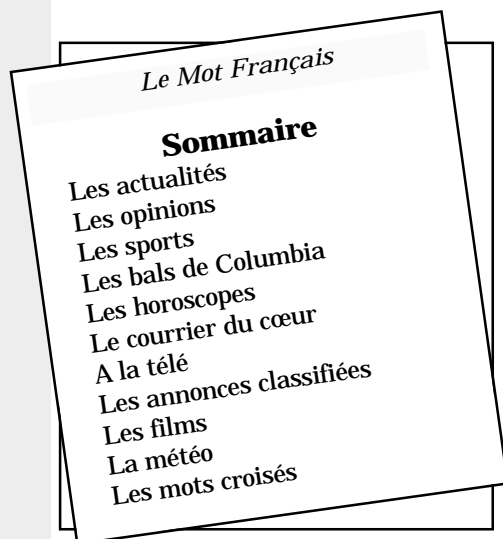 Le Mot Français
Sommaire
Les actualités
Les opinions
Les sports
Les bals de Columbia
Les horoscopes
Le courrier du cœur
A la télé
Les annonces classifiées
Les films
La météo
Les mots croisés